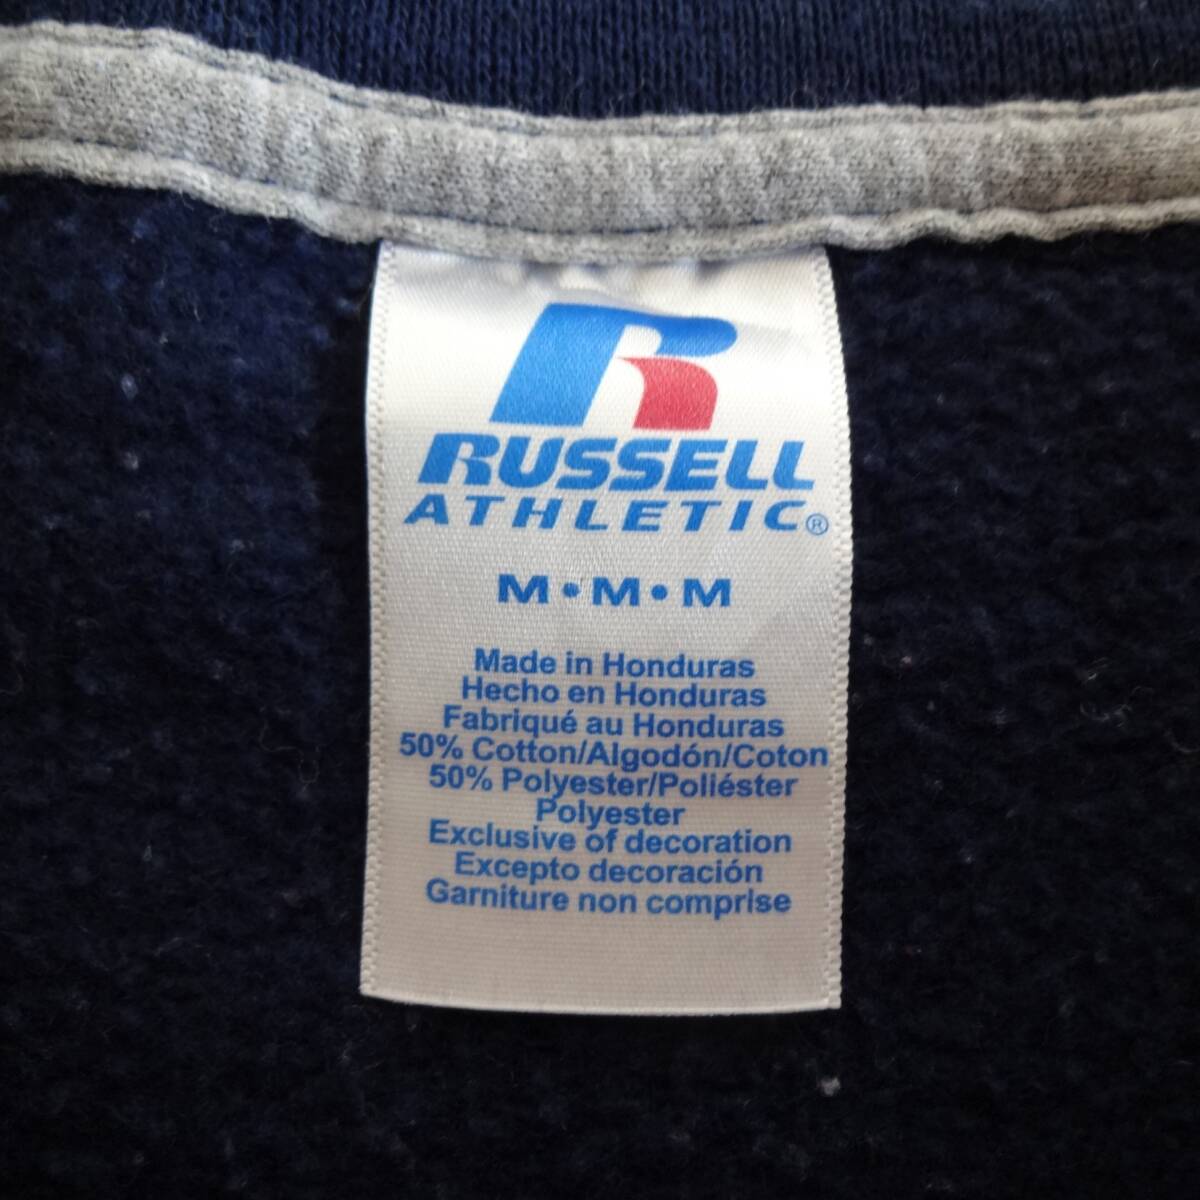 RUSSELL
ATHLETIC®
M•M•M
Made in Honduras
Hecho en Honduras
Fabriqué au Honduras
50% Cotton/Algodón/Coton
50% Polyester/Poliéster
Polyester
Exclusive of decoration
Excepto decoración
Garniture non comprise